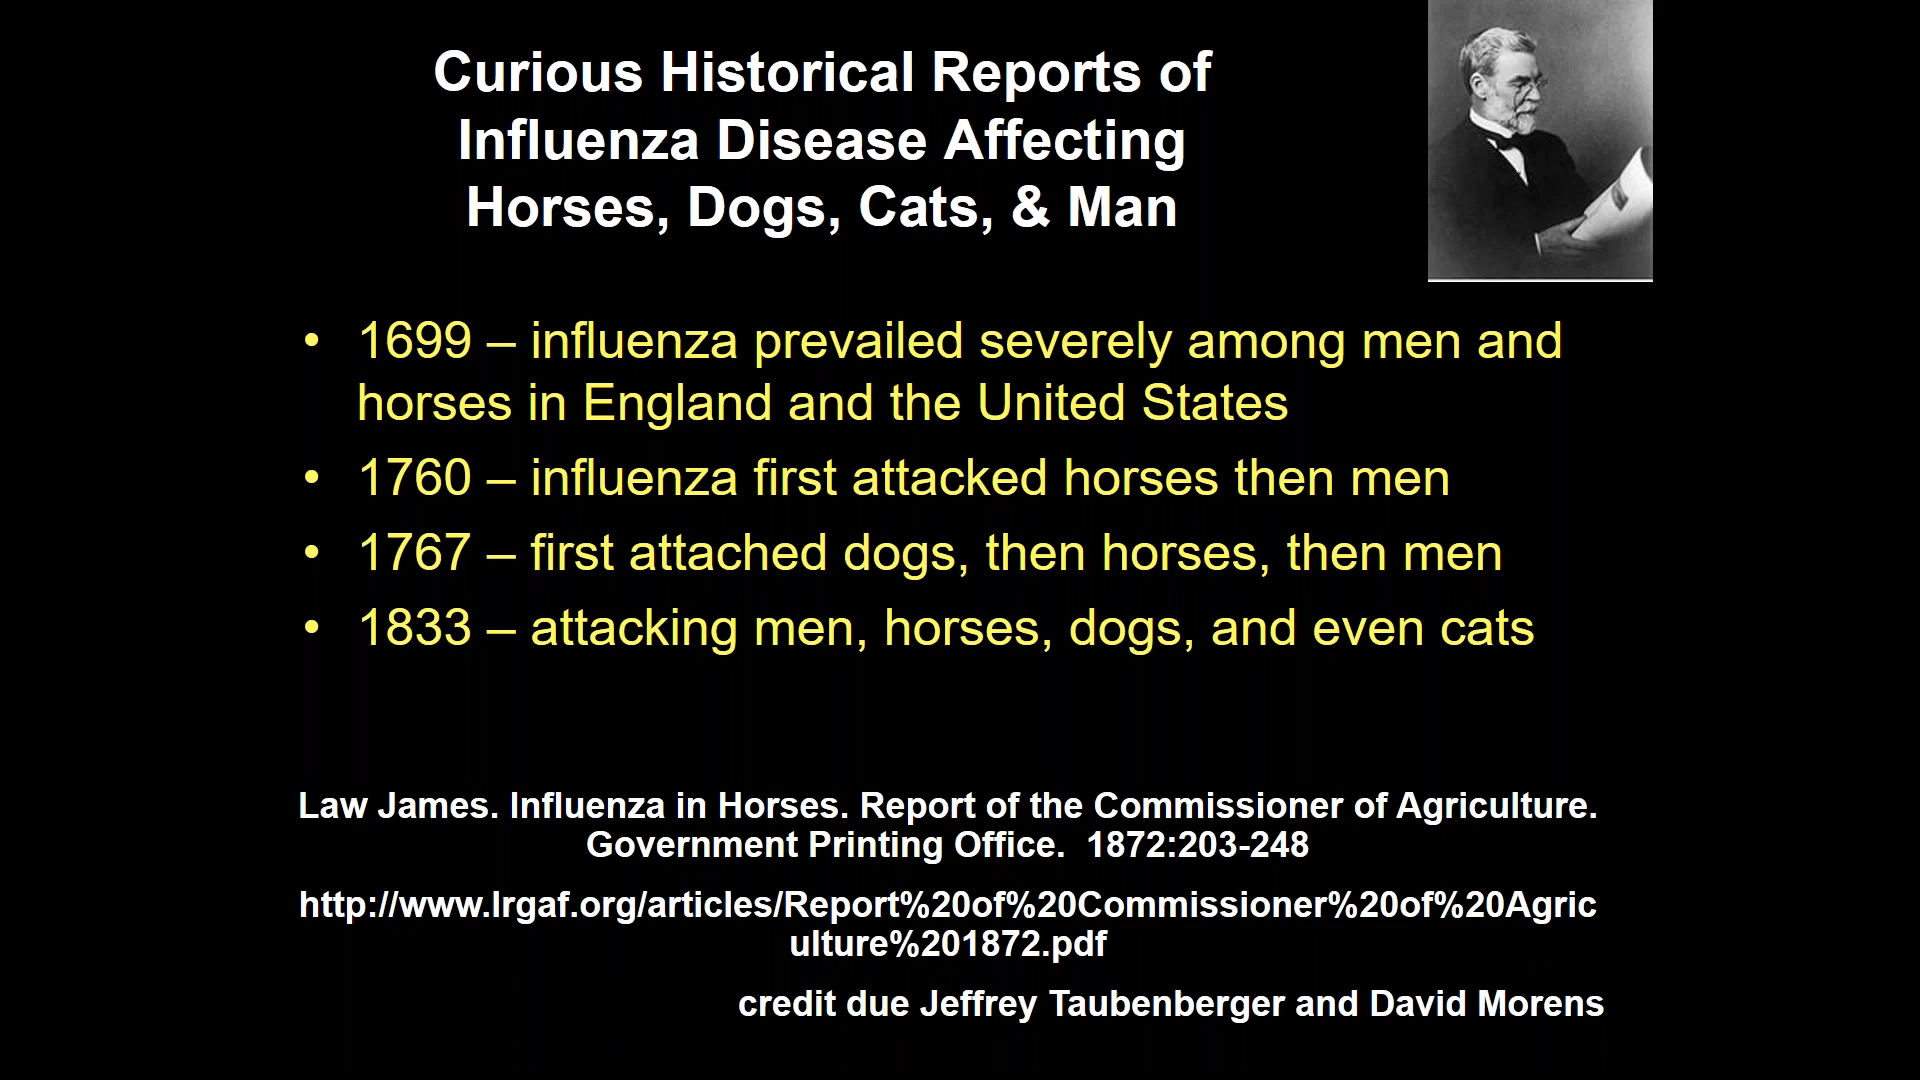 Curious Historical Reports of
Influenza Disease Affecting
Horses, Dogs, Cats, & Man
• 1699 – influenza prevailed severely among men and
horses in England and the United States
• 1760 – influenza first attacked horses then men
• 1767 – first attached dogs, then horses, then men
• 1833 – attacking men, horses, dogs, and even cats
Law James. Influenza in Horses. Report of the Commissioner of Agriculture.
Government Printing Office.  1872:203-248
http://www.lrgaf.org/articles/Report%20of%20Commissioner%20of%20Agric
ulture%201872.pdf
credit due Jeffrey Taubenberger and David Morens